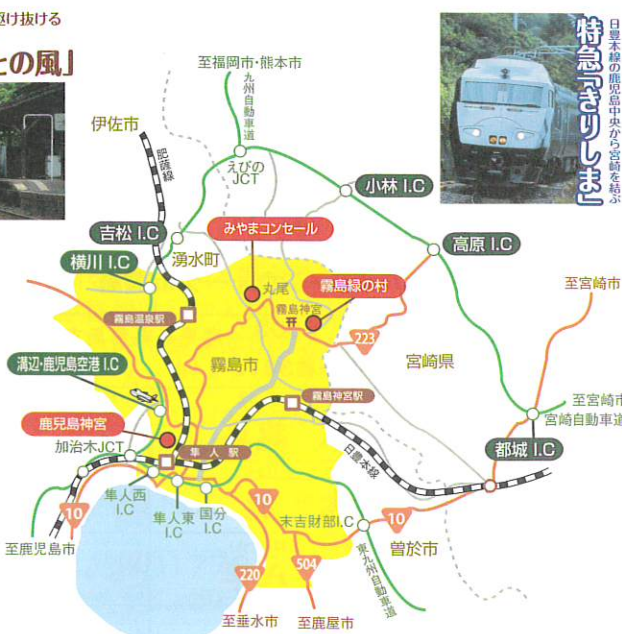 駆け抜ける
との風」
日豊本線の鹿児島中央から宮崎を結ぶ
特急「きりしま」
至福岡市・熊本市
九州自動車道
伊佐市
肥薩線
えびの
JCT
小林 I.C
吉松 I.C
みやまコンセール
高原 I.C
横川 I.C
湧水町
丸尾
霧島緑の村
至宮崎市
霧島温泉駅
霧島神宮
223
宮崎県
溝辺・鹿児島空港 I.C
霧島市
霧島神宮駅
至宮崎市
宮崎自動車道
鹿児島神宮
都城 I.C
加治木JCT
隼人駅
日豊本線
隼人西
I.C
隼人東
I.C
国分
I.C
10
10
末吉財部I.C
10
至鹿児島市
曽於市
220
504
東九州自動車道
至垂水市
至鹿屋市